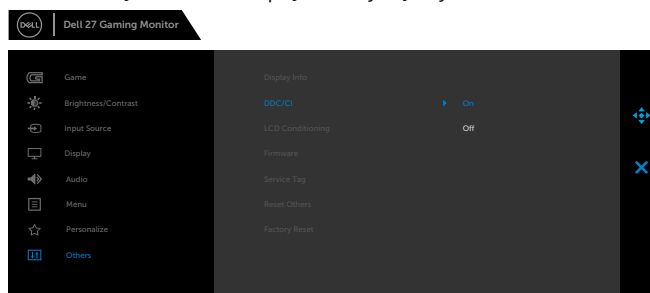 DELL
Dell 27 Gaming Monitor
Game
Display Info
Brightness/Contrast
DDC/CI
On
Input Source
LCD Conditioning
Off
Display
Firmware
Audio
Service Tag
Menu
Reset Others
Personalize
Factory Reset
Others